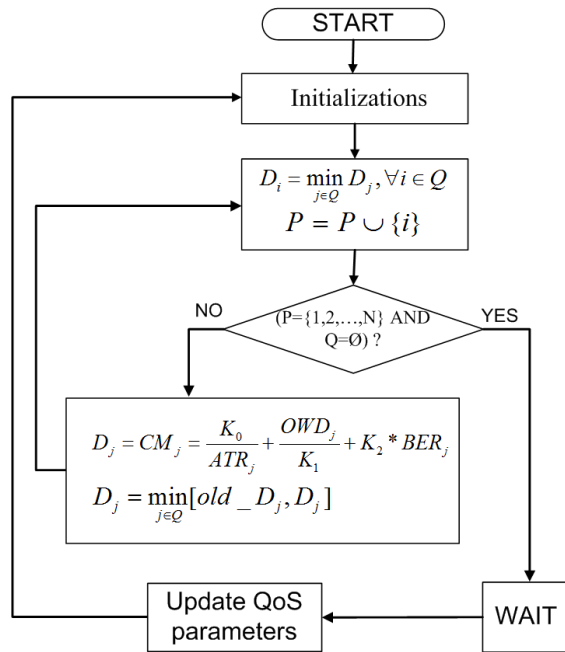 START
Initializations
D_i = min_{j∈Q} D_j, ∀i ∈ Q
P = P ∪ {i}
NO
(P={1,2,...,N} AND
Q=Ø) ?
YES
D_j = CM_j = K_0/ATR_j + OWD_j/K_1 + K_2 * BER_j
D_j = min_{j∈Q}[old_D_j, D_j]
Update QoS
parameters
WAIT